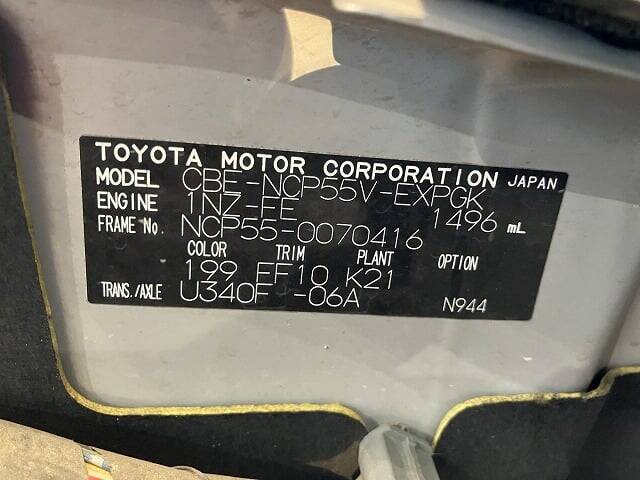 TOYOTA MOTOR CORPORATION JAPAN
MODEL CBE-NCP55V-EXPGK
ENGINE 1NZ-FE 1496 mL
FRAME No. NCP55-0070416
COLOR TRIM PLANT OPTION
199 FF10 K21
TRANS./AXLE U340F -06A N944